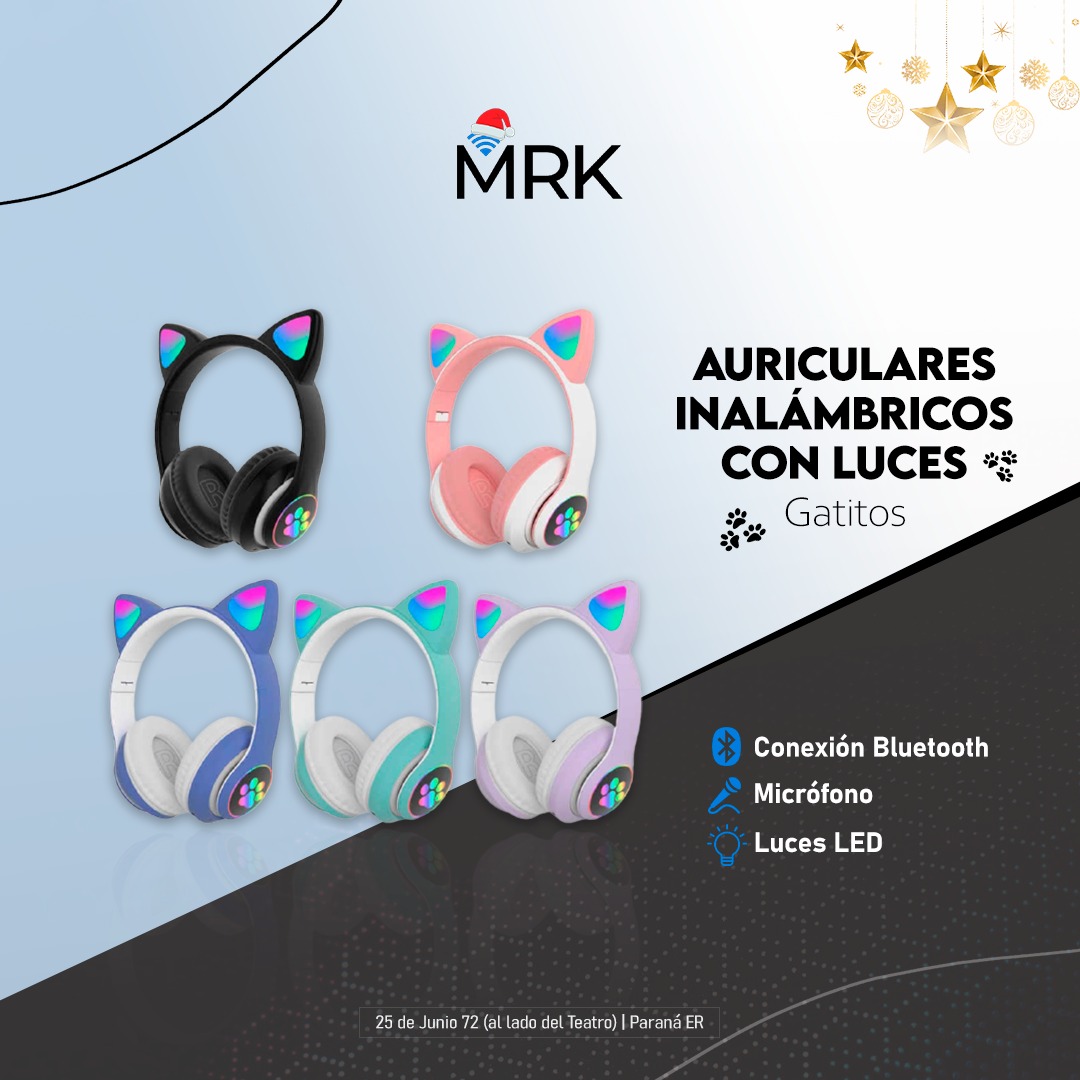 MRK
AURICULARES
INALÁMBRICOS
CON LUCES
Gatitos
Conexión Bluetooth
Micrófono
Luces LED
25 de Junio 72 (al lado del Teatro) | Paraná ER